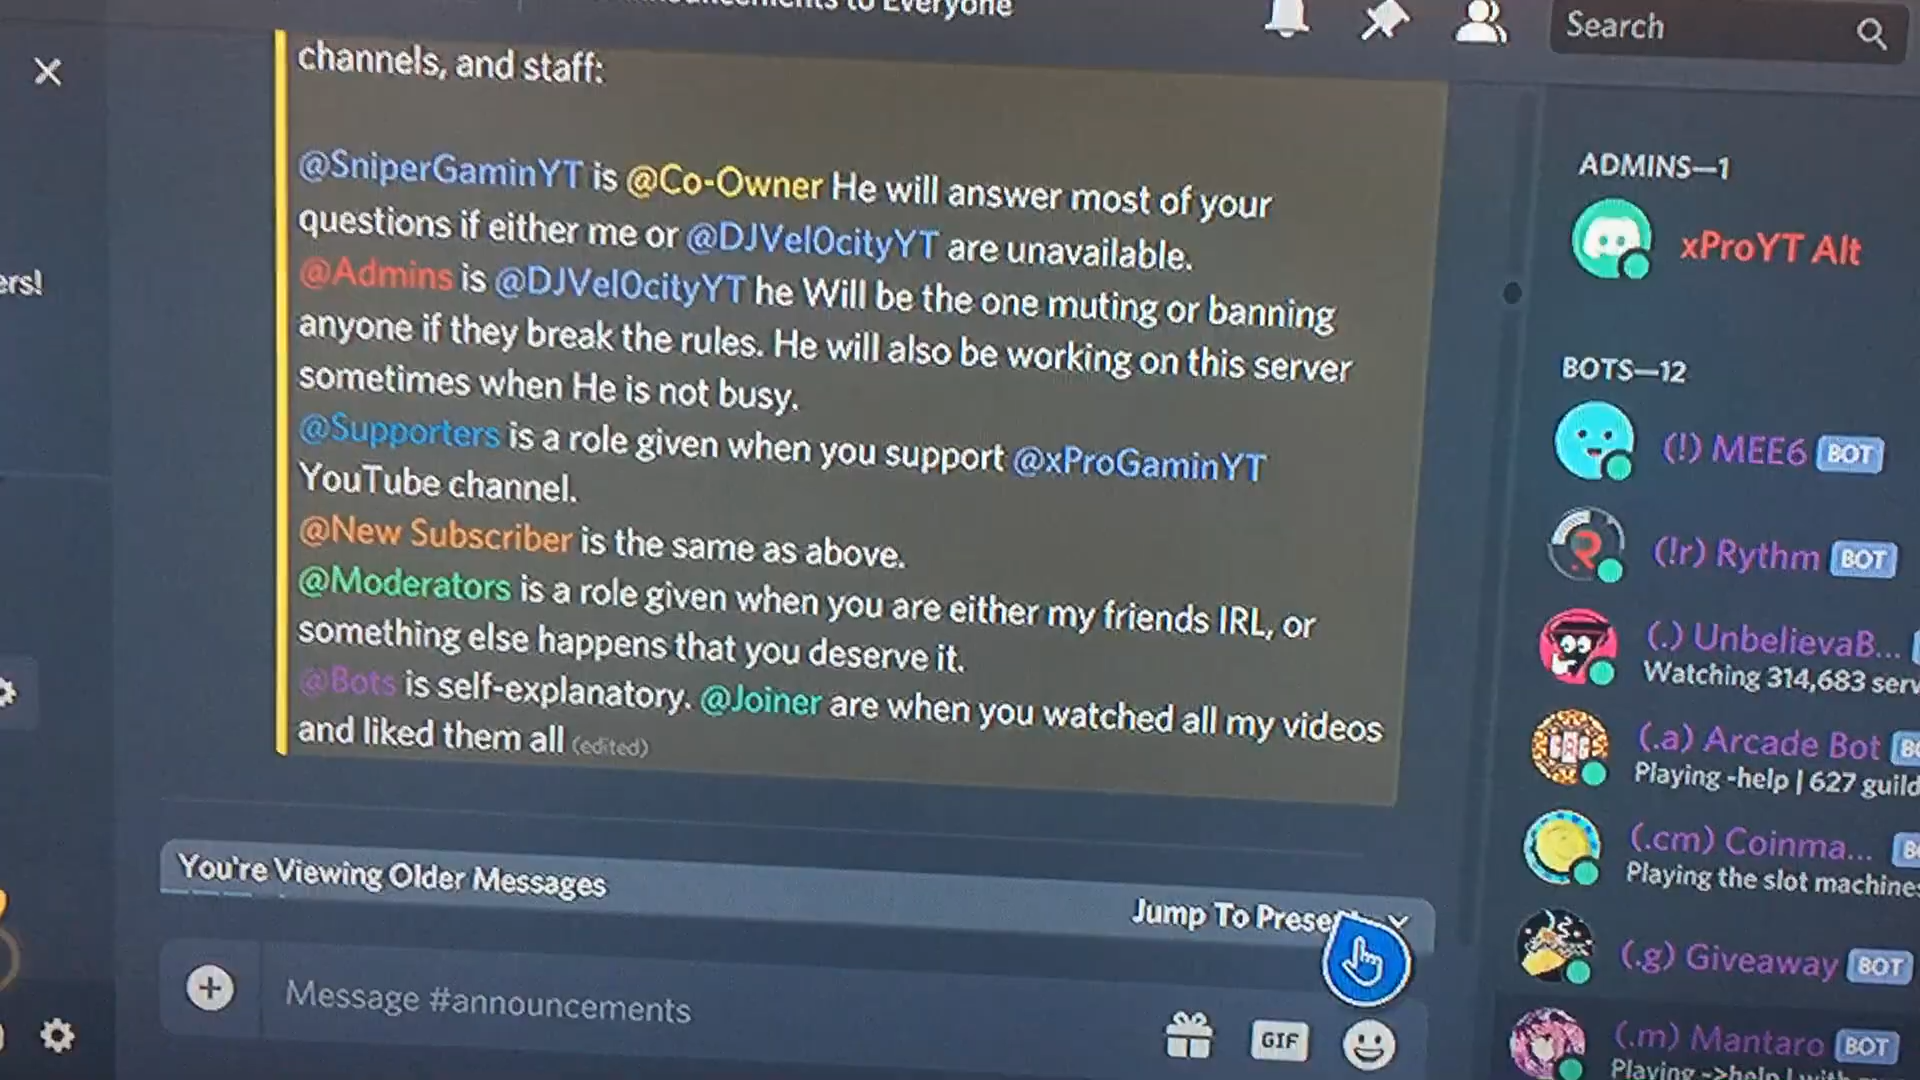 to Everyone
Search
channels, and staff:
@SniperGaminYT is @Co-Owner He will answer most of your
questions if either me or @DJVel0cityYT are unavailable.
@Admins is @DJVel0cityYT he Will be the one muting or banning
anyone if they break the rules. He will also be working on this server
sometimes when He is not busy.
@Supporters is a role given when you support @xProGaminYT
YouTube channel.
@New Subscriber is the same as above.
@Moderators is a role given when you are either my friends IRL, or
something else happens that you deserve it.
@Bots is self-explanatory. @Joiner are when you watched all my videos
and liked them all (edited)
You're Viewing Older Messages
Jump To
Message #announcements
GIF
ers!
ADMINS—1
xProYT Alt
BOTS—12
(!) MEE6 BOT
(!r) Rythm BOT
(.) UnbelievaB...
Watching 314,683 serv
(.a) Arcade Bot
Playing -help | 627 guild
(.cm) Coinma...
Playing the slot machines
(.g) Giveaway BOT
(.m) Mantaro BOT
Playing ->help